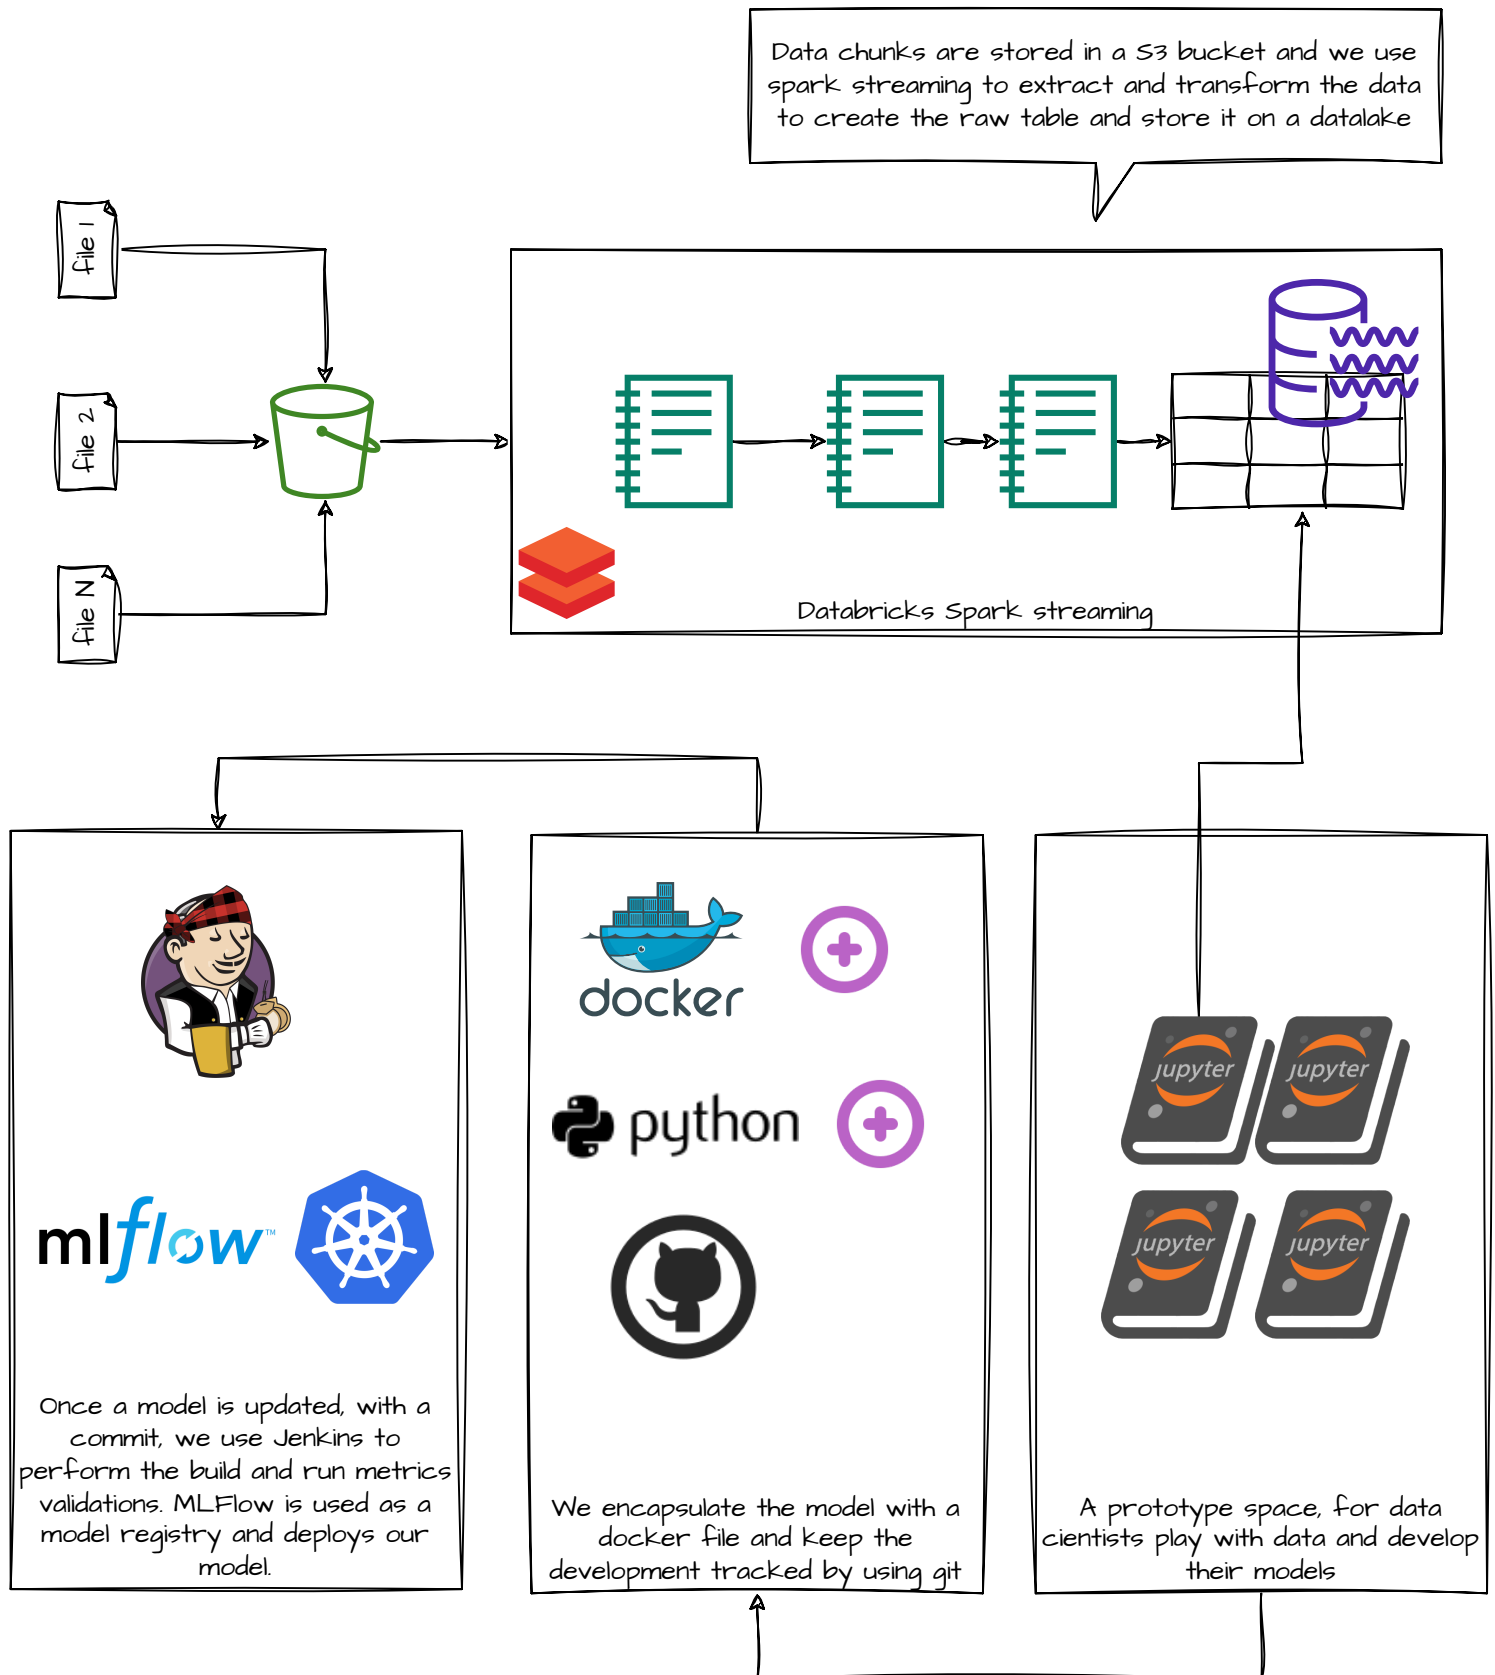 Data chunks are stored in a S3 bucket and we use
spark streaming to extract and transform the data
to create the raw table and store it on a datalake
file 1
file 2
file N
Databricks Spark streaming
docker
python
mlflow™
jupyter
jupyter
jupyter
jupyter
Once a model is updated, with a
commit, we use Jenkins to
perform the build and run metrics
validations. MLFlow is used as a
model registry and deploys our
model.
We encapsulate the model with a
docker file and keep the
development tracked by using git
A prototype space, for data
cientists play with data and develop
their models